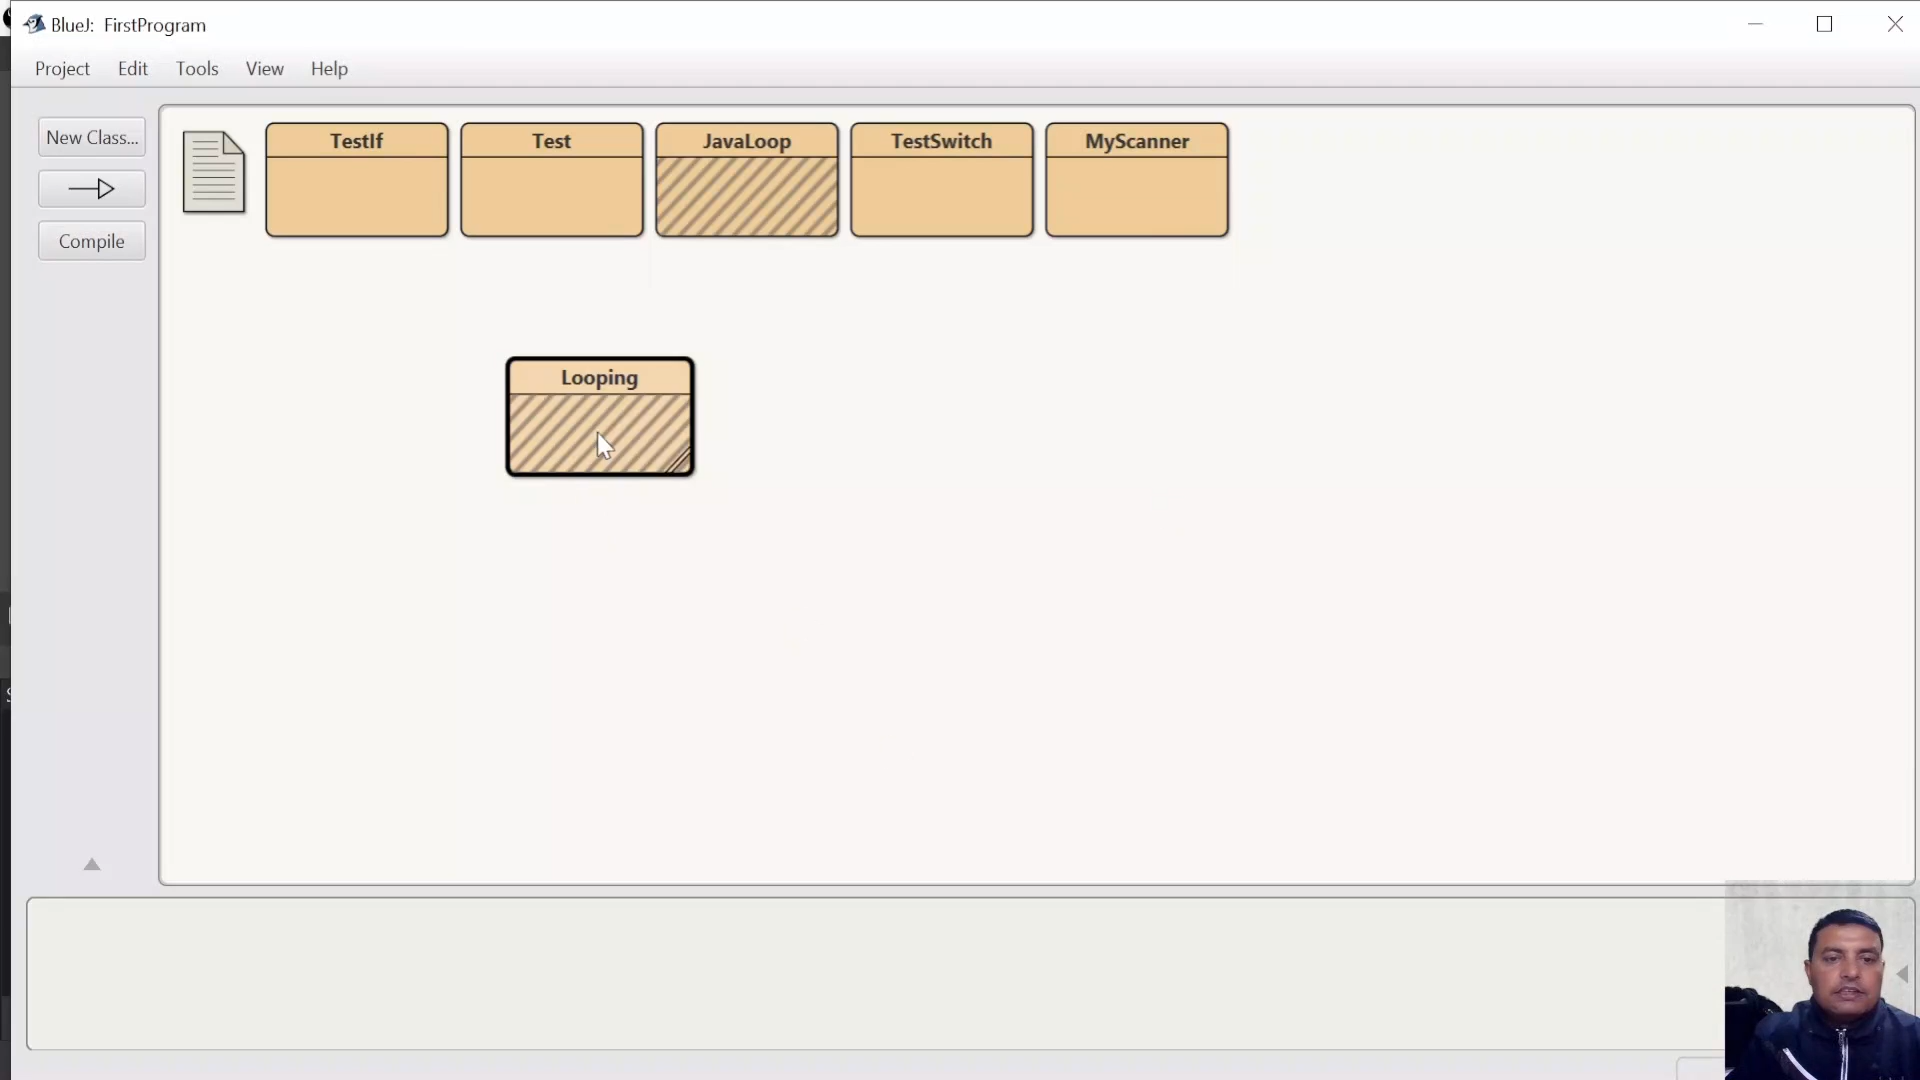 BlueJ: FirstProgram
Project Edit Tools View Help
New Class...
Compile
TestIf
Test
JavaLoop
TestSwitch
MyScanner
Looping